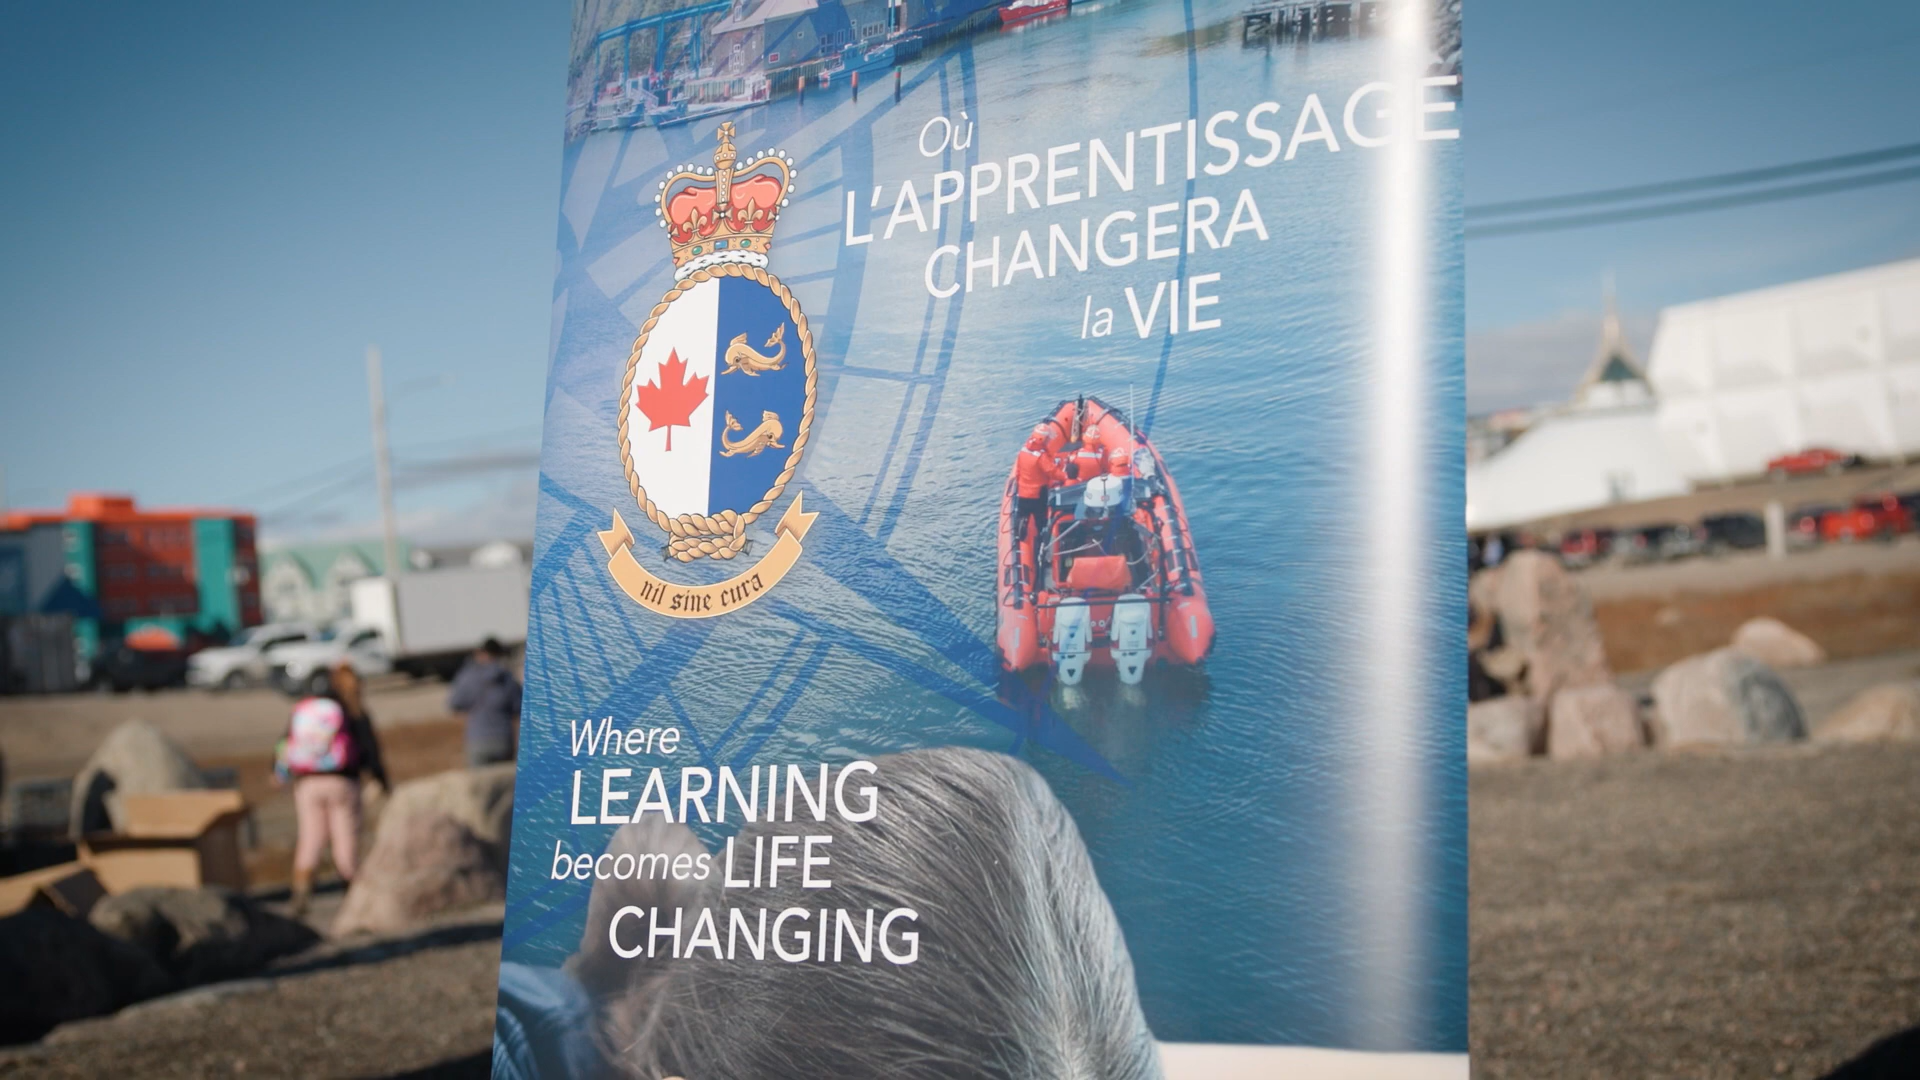 Où
L'APPRENTISSAGE
CHANGERA
la VIE
nil sine cura
Where
LEARNING
becomes LIFE
CHANGING